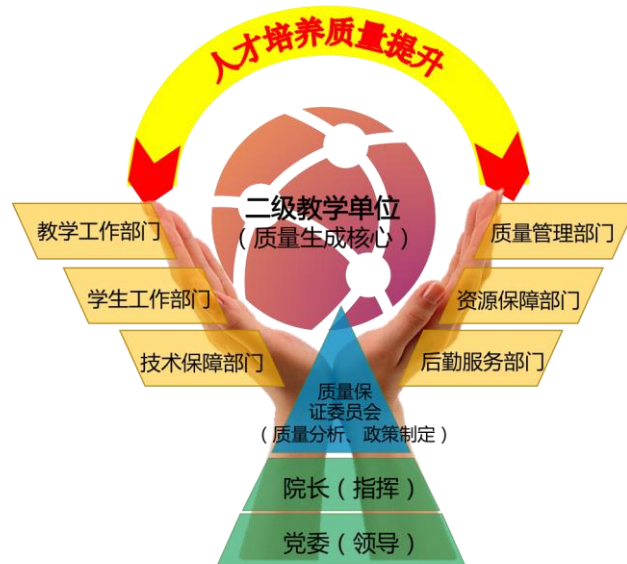 人才培养质量提升
二级教学单位
（质量生成核心）
教学工作部门
质量管理部门
学生工作部门
资源保障部门
技术保障部门
后勤服务部门
质量保
证委员会
（质量分析、政策制定）
院长（指挥）
党委（领导）